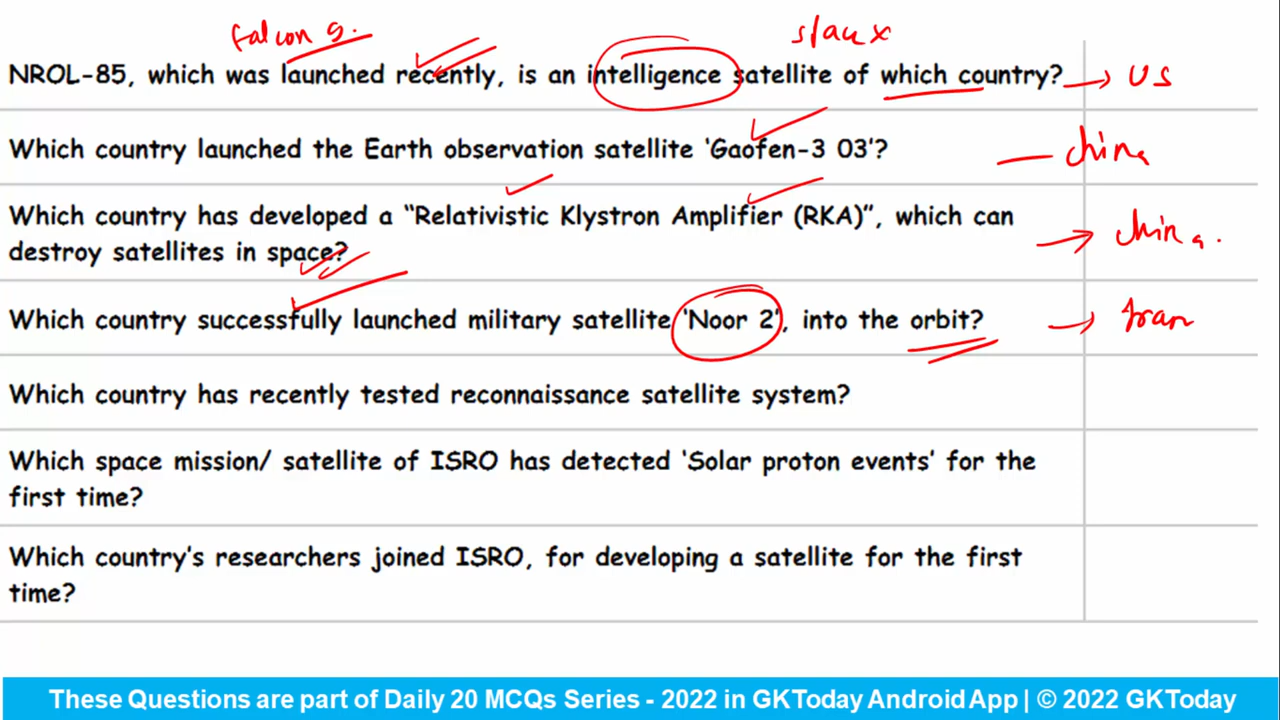 falcon 9.
spacex
NROL-85, which was launched recently, is an intelligence satellite of which country? → US
Which country launched the Earth observation satellite ‘Gaofen-3 03’? — china
Which country has developed a “Relativistic Klystron Amplifier (RKA)”, which can
destroy satellites in space? → china.
Which country successfully launched military satellite ‘Noor 2’, into the orbit? → Iran
Which country has recently tested reconnaissance satellite system?
Which space mission/ satellite of ISRO has detected ‘Solar proton events’ for the
first time?
Which country’s researchers joined ISRO, for developing a satellite for the first
time?
These Questions are part of Daily 20 MCQs Series - 2022 in GKToday Android App | © 2022 GKToday